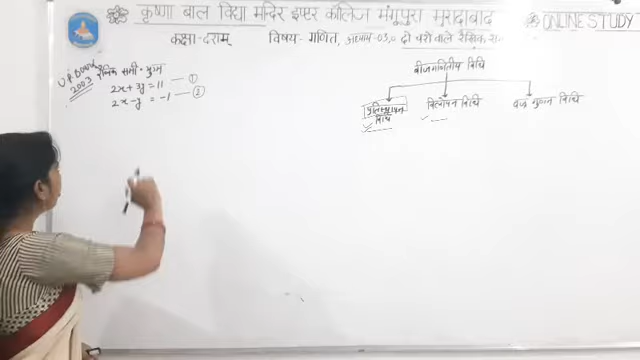 कृष्णा बाल विद्या मन्दिर इण्टर कॉलिज मंगूपुरा मुरादाबाद
ONLINE STUDY
कक्षा-दशम् विषय- गणित, अध्याय-03, दो चरों वाले रैखिक
U.P. Board 2003
रैखिक समी० युग्म
2x + 3y = 11 — ①
2x - y = -1 — ②
बीजगणितीय विधि
प्रतिस्थापन विधि
विलोपन विधि
वज्र गुणन विधि